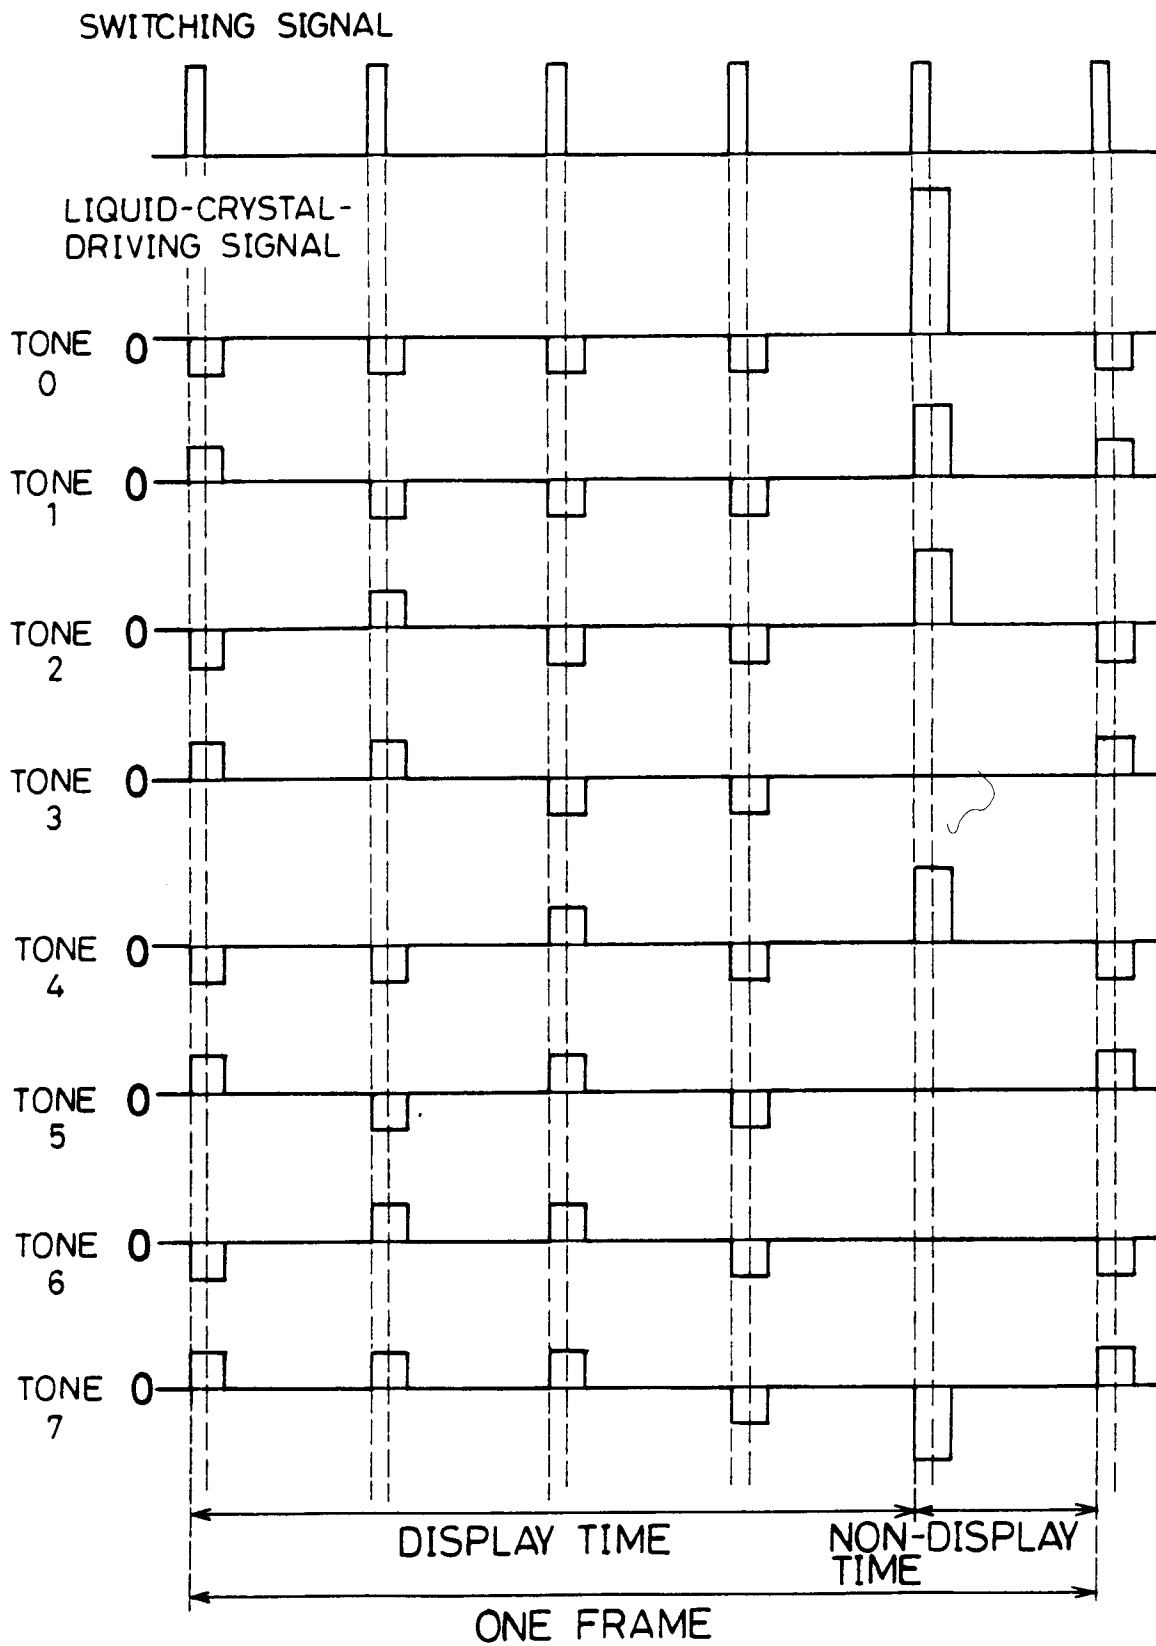 SWITCHING SIGNAL
LIQUID-CRYSTAL-
DRIVING SIGNAL
TONE 0
0
TONE 0
1
TONE 0
2
TONE 0
3
TONE 0
4
TONE 0
5
TONE 0
6
TONE 0
7
DISPLAY TIME
NON-DISPLAY
TIME
ONE FRAME